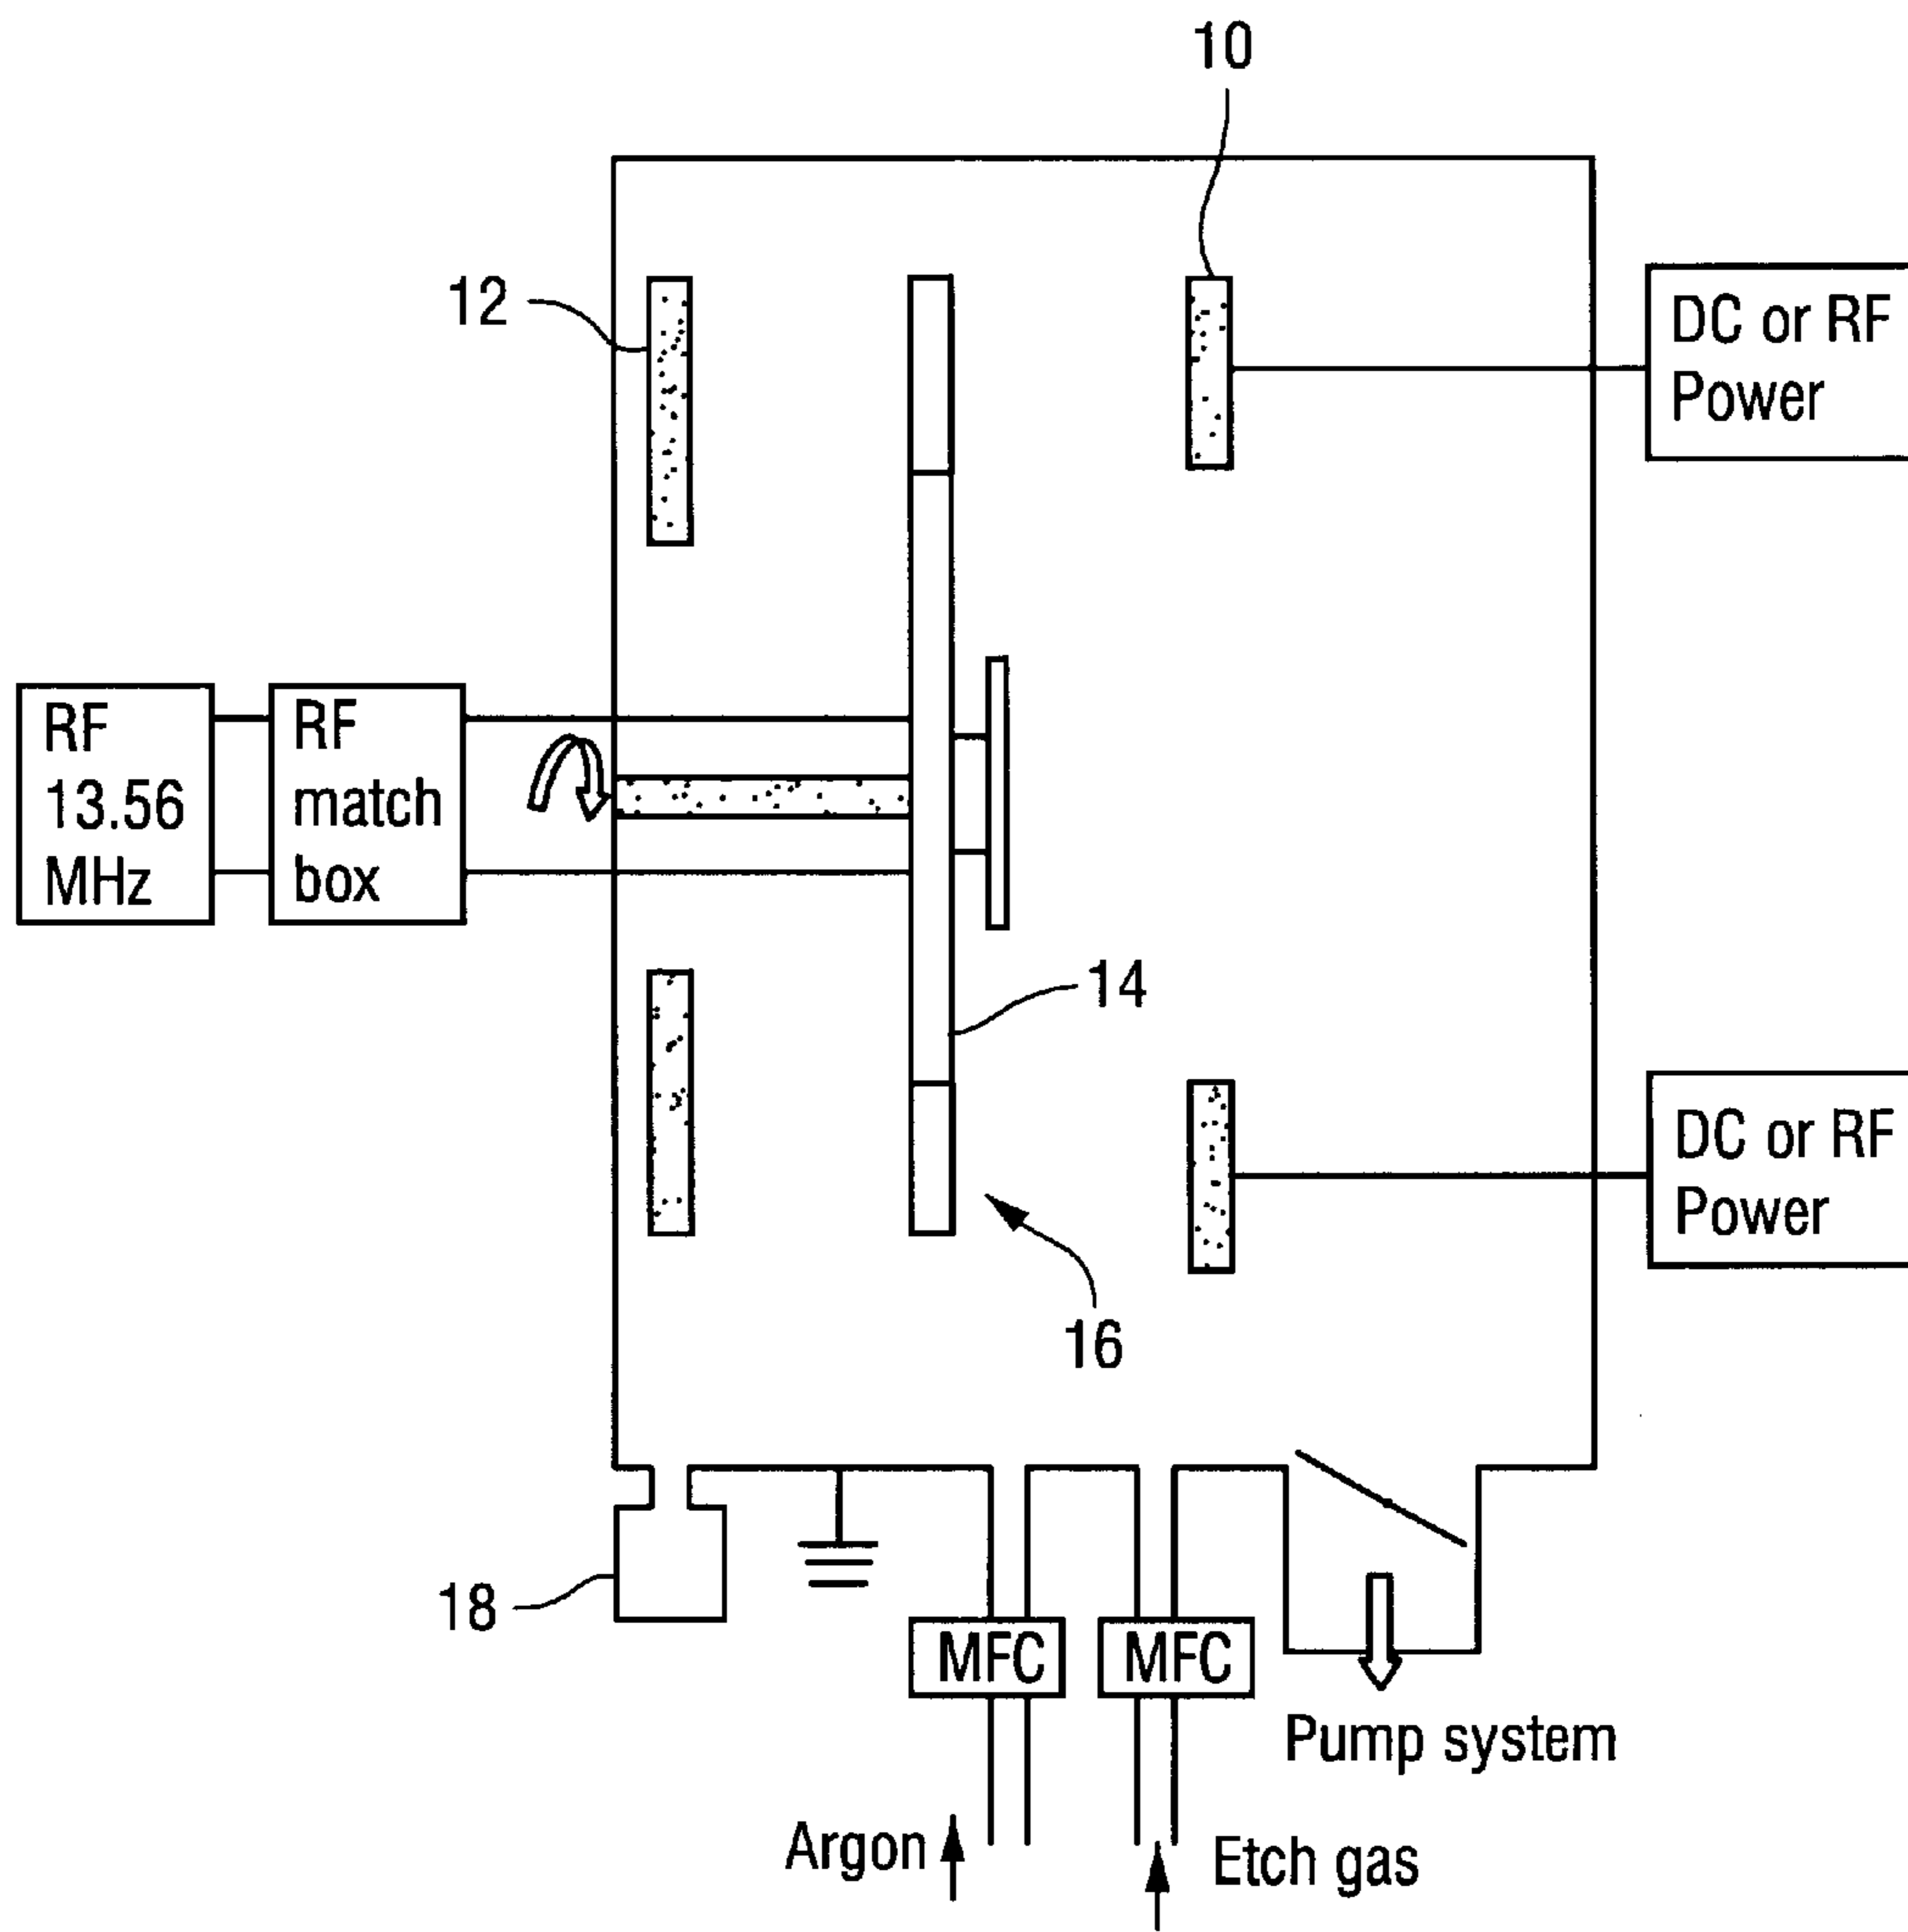 10
12
DC or RF
Power
RF
13.56
MHz
RF
match
box
14
DC or RF
Power
16
18
MFC
MFC
Pump system
Argon
Etch gas